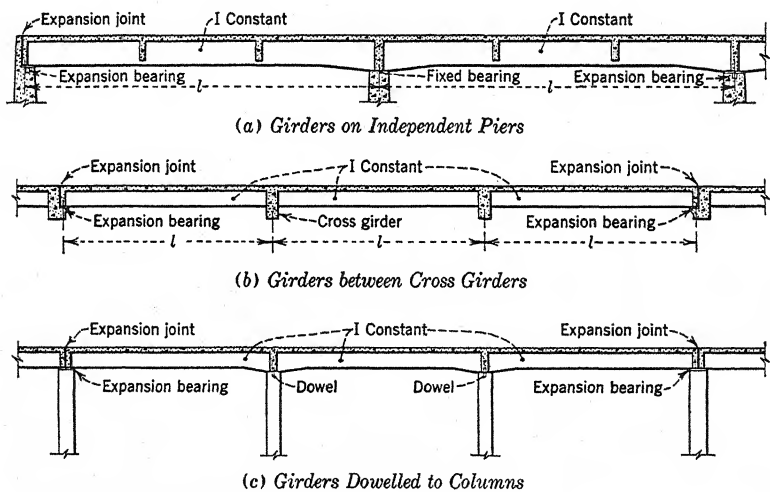 Expansion joint
I Constant
I Constant
Expansion bearing
Fixed bearing
Expansion bearing
l
l
(a) Girders on Independent Piers
Expansion joint
I Constant
Expansion joint
Expansion bearing
Cross girder
Expansion bearing
l
l
l
(b) Girders between Cross Girders
Expansion joint
I Constant
Expansion joint
Expansion bearing
Dowel
Dowel
Expansion bearing
(c) Girders Dowelled to Columns